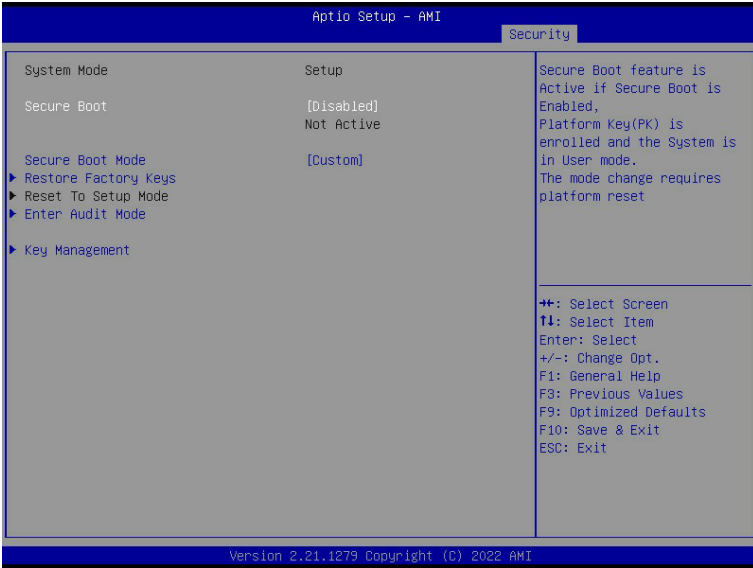 Aptio Setup – AMI
Security
System Mode Setup
Secure Boot [Disabled]
Not Active
Secure Boot Mode [Custom]
Restore Factory Keys
Reset To Setup Mode
Enter Audit Mode
Key Management
Secure Boot feature is
Active if Secure Boot is
Enabled,
Platform Key(PK) is
enrolled and the System is
in User mode.
The mode change requires
platform reset
→←: Select Screen
↑↓: Select Item
Enter: Select
+/-: Change Opt.
F1: General Help
F3: Previous Values
F9: Optimized Defaults
F10: Save & Exit
ESC: Exit
Version 2.21.1279 Copyright (C) 2022 AMI